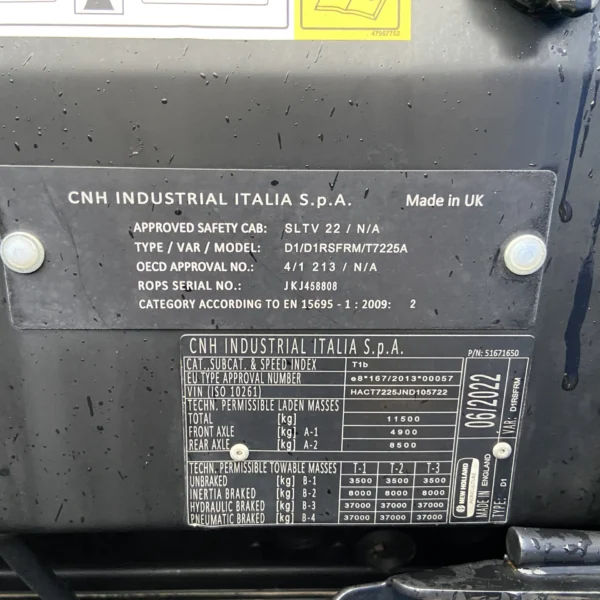 47567752
CNH INDUSTRIAL ITALIA S.p.A. Made in UK
APPROVED SAFETY CAB: SLTV 22 / N/A
TYPE / VAR / MODEL: D1/D1RSFRM/T7225A
OECD APPROVAL NO.: 4/1 213 / N/A
ROPS SERIAL NO.: JKJ458808
CATEGORY ACCORDING TO EN 15695 - 1 : 2009: 2
CNH INDUSTRIAL ITALIA S.p.A. P/N: 51671650
CAT.,SUBCAT. & SPEED INDEX T1b
EU TYPE APPROVAL NUMBER e8*167/2013*00057
VIN (ISO 10261) HACT7225JND105722
TECHN. PERMISSIBLE LADEN MASSES
TOTAL [kg] 11500
FRONT AXLE [kg] A-1 4900
REAR AXLE [kg] A-2 8500
TECHN. PERMISSIBLE TOWABLE MASSES T-1 T-2 T-3
UNBRAKED [kg] B-1 3500 3500 3500
INERTIA BRAKED [kg] B-2 8000 8000 8000
HYDRAULIC BRAKED [kg] B-3 37000 37000 37000
PNEUMATIC BRAKED [kg] B-4 37000 37000 37000
NEW HOLLAND
06/2022
MADE IN ENGLAND
VAR: D1RSFRM
TYPE: D1